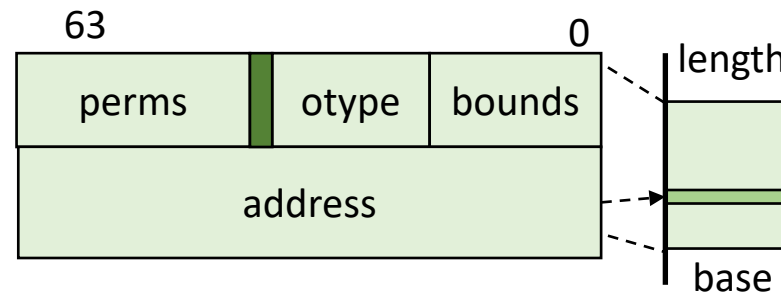 63 0
length
perms otype bounds
address
base